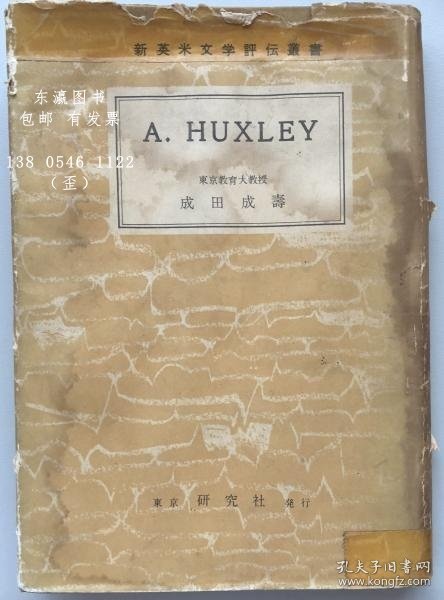 新英米文学評伝叢書
东瀛图书
包邮 有发票
138 0546 1122
（歪）
A. HUXLEY
東京教育大教授
成田成壽
東京 研究社 発行
孔夫子旧书网
www.kongfz.com